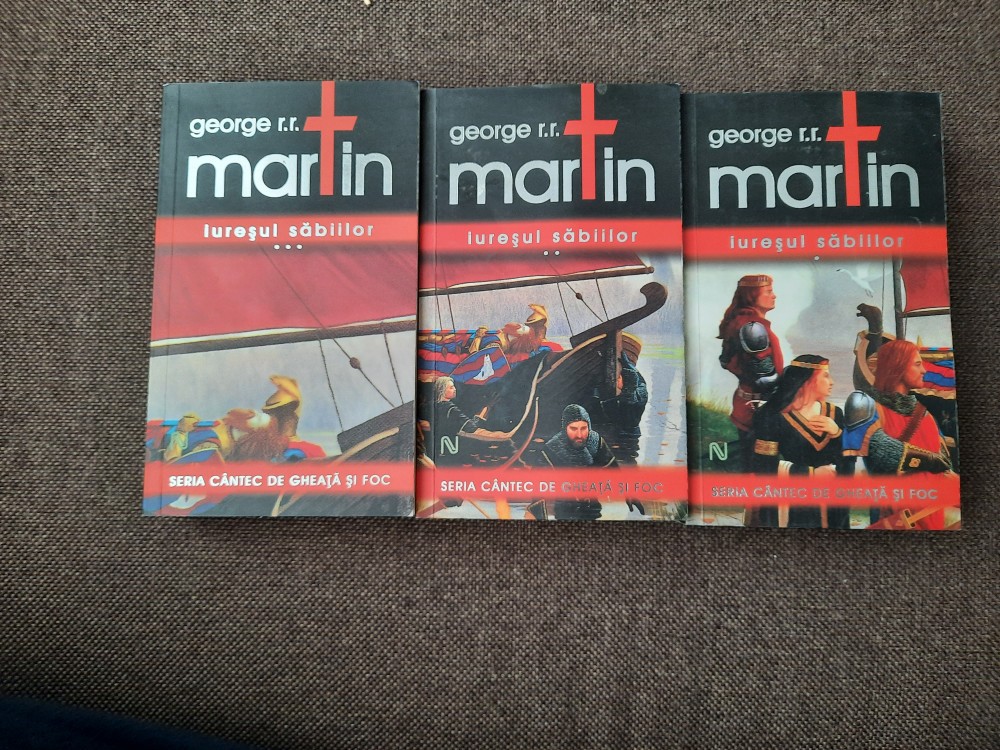 george r.r.
martin
iureşul săbiilor
•••
SERIA CÂNTEC DE GHEAŢĂ ŞI FOC
george r.r.
martin
iureşul săbiilor
••
N
SERIA CÂNTEC DE GHEAŢĂ ŞI FOC
george r.r.
martin
iureşul săbiilor
•
N
SERIA CÂNTEC DE GHEAŢĂ ŞI FOC